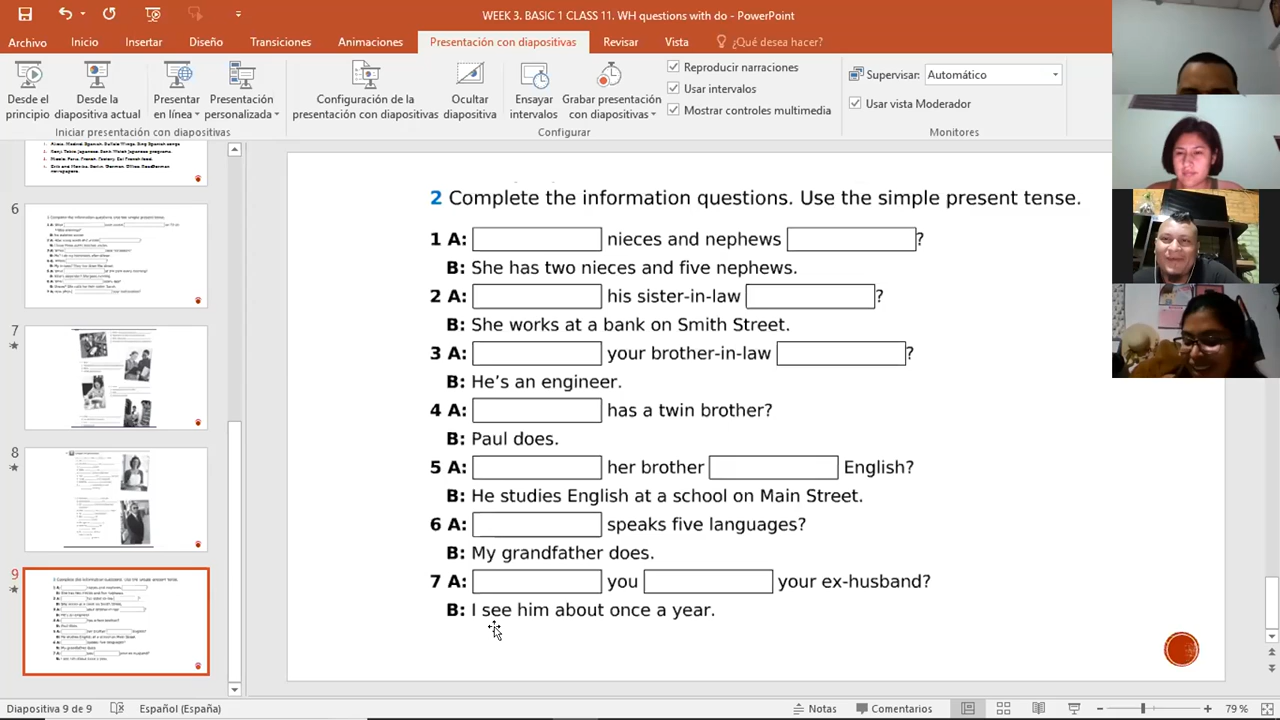 WEEK 3. BASIC 1 CLASS 11. WH questions with do - PowerPoint
Archivo Inicio Insertar Diseño Transiciones Animaciones Presentación con diapositivas Revisar Vista ¿Qué desea hacer?
Desde el principio
Desde la diapositiva actual
Presentar en línea
Presentación personalizada
Configuración de la presentación con diapositivas
Ocultar diapositiva
Ensayar intervalos
Grabar presentación con diapositivas
Reproducir narraciones
Usar intervalos
Mostrar controles multimedia
Supervisar: Automático
Usar vista Moderador
Iniciar presentación con diapositivas
Configurar
Monitores
6
7
8
9
2 Complete the information questions. Use the simple present tense.
1 A: nieces and nephews ?
B: She has two nieces and five nephews.
2 A: his sister-in-law ?
B: She works at a bank on Smith Street.
3 A: your brother-in-law ?
B: He's an engineer.
4 A: has a twin brother?
B: Paul does.
5 A: her brother English?
B: He studies English at a school on Main Street.
6 A: speaks five languages?
B: My grandfather does.
7 A: you your ex-husband?
B: I see him about once a year.
Diapositiva 9 de 9 Español (España) Notas Comentarios 79 %